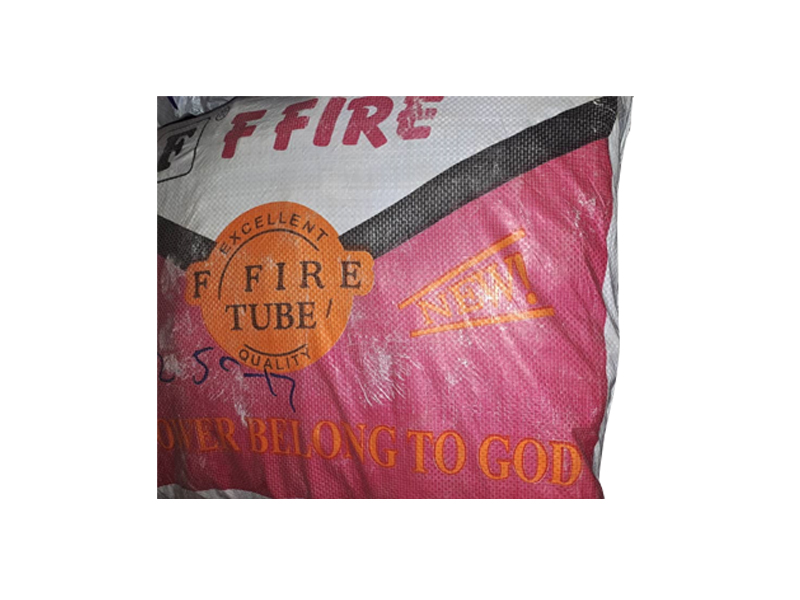 F
F FIRE
EXCELLENT
F FIRE
TUBE
QUALITY
NEW!
OWER BELONG TO GOD